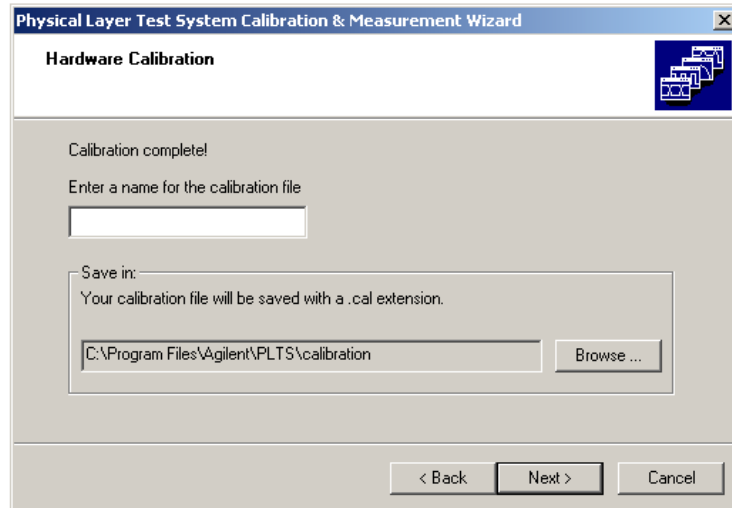 Physical Layer Test System Calibration & Measurement Wizard
Hardware Calibration
Calibration complete!
Enter a name for the calibration file
Save in:
Your calibration file will be saved with a .cal extension.
C:\Program Files\Agilent\PLTS\calibration
Browse ...
< Back
Next >
Cancel